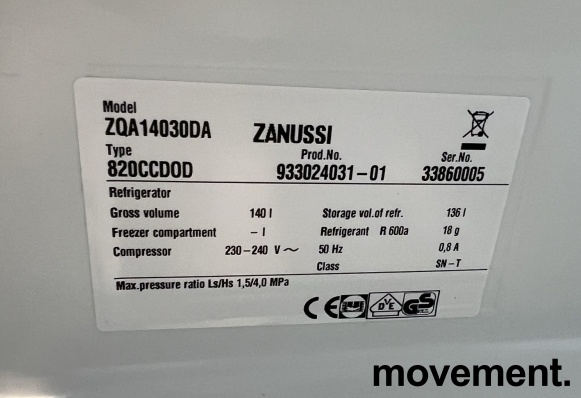 Model
ZQA14030DA ZANUSSI
Type Prod.No. Ser.No.
820CCDOD 933024031-01 33860005
Refrigerator
Gross volume 140 l Storage vol.of refr. 136 l
Freezer compartment – l Refrigerant R 600a 18 g
Compressor 230-240 V ~ 50 Hz 0,8 A
Class SN-T
Max.pressure ratio Ls/Hs 1,5/4,0 MPa
CE DVE GS
movement.